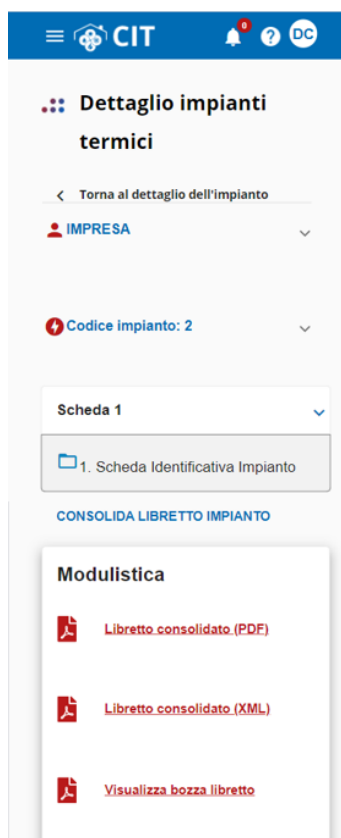 CIT
0
?
DC
Dettaglio impianti
termici
Torna al dettaglio dell'impianto
IMPRESA
Codice impianto: 2
Scheda 1
1. Scheda Identificativa Impianto
CONSOLIDA LIBRETTO IMPIANTO
Modulistica
Libretto consolidato (PDF)
Libretto consolidato (XML)
Visualizza bozza libretto